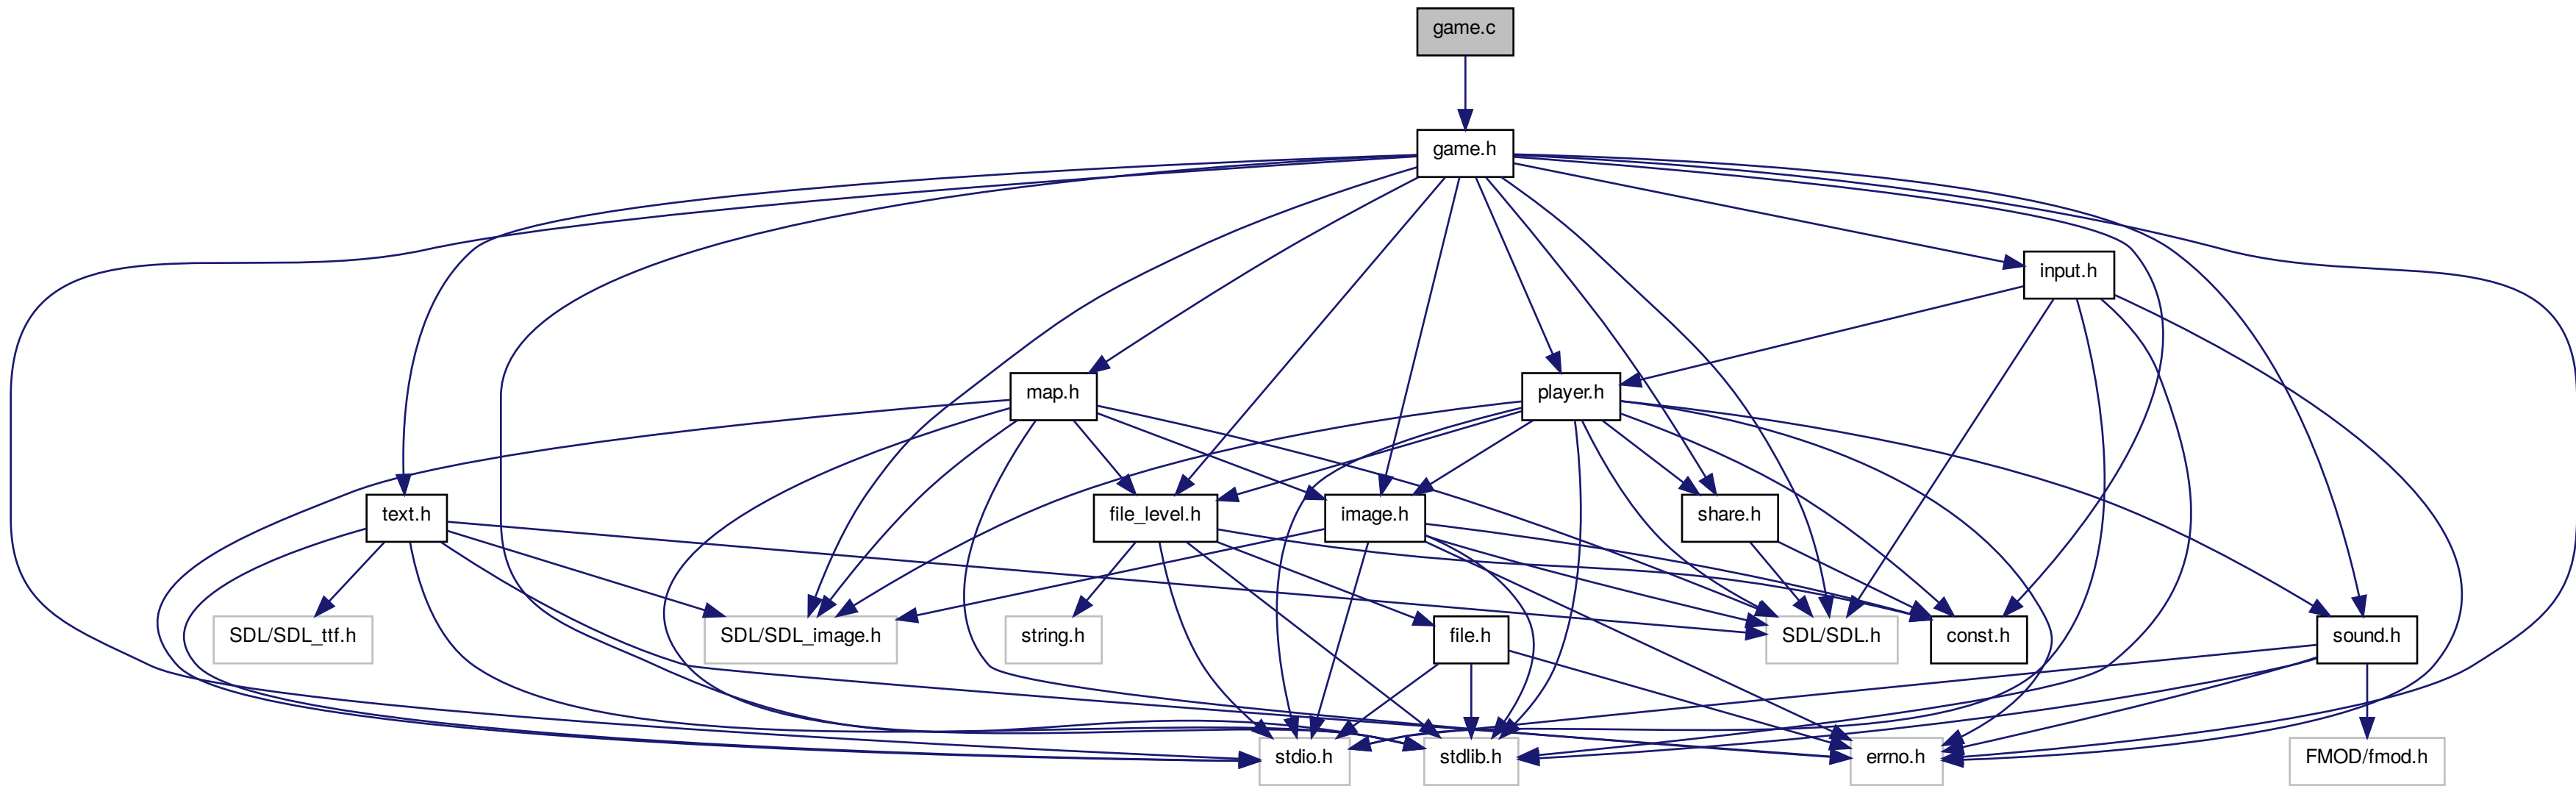 game.c
game.h
input.h
map.h
player.h
text.h
file_level.h
image.h
share.h
SDL/SDL_ttf.h
SDL/SDL_image.h
string.h
file.h
SDL/SDL.h
const.h
sound.h
stdio.h
stdlib.h
errno.h
FMOD/fmod.h